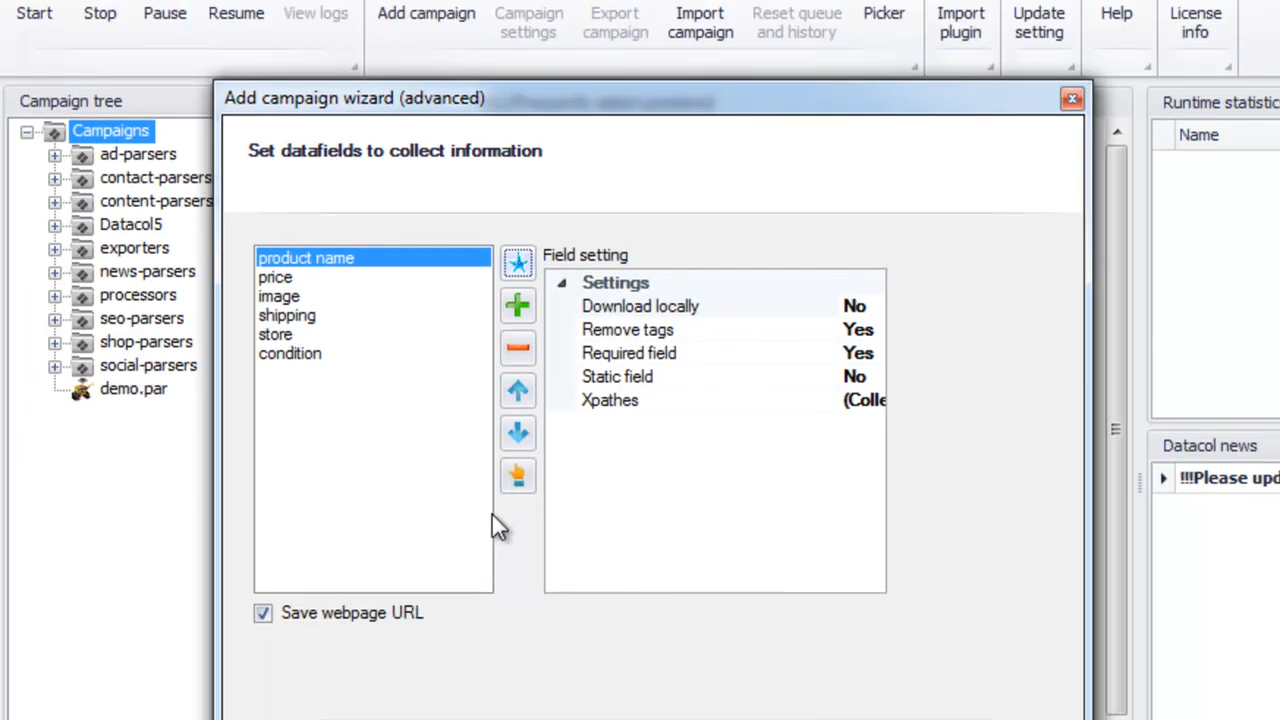 Start
Stop
Pause
Resume
View logs
Add campaign
Campaign
settings
Export
campaign
Import
campaign
Reset queue
and history
Picker
Import
plugin
Update
setting
Help
License
info
Campaign tree
Campaigns
ad-parsers
contact-parsers
content-parsers
Datacol5
exporters
news-parsers
processors
seo-parsers
shop-parsers
social-parsers
demo.par
Add campaign wizard (advanced)
Set datafields to collect information
product name
price
image
shipping
store
condition
Save webpage URL
Field setting
Settings
Download locally No
Remove tags Yes
Required field Yes
Static field No
Xpathes (Colle
Runtime statistic
Name
Datacol news
!!!Please upd